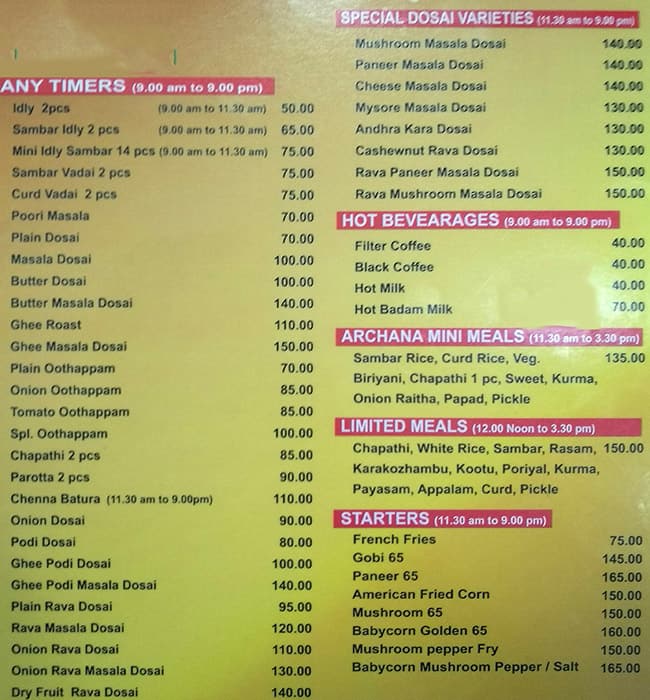 ANY TIMERS (9.00 am to 9.00 pm)
Idly 2pcs (9.00 am to 11.30 am) 50.00
Sambar Idly 2 pcs (9.00 am to 11.30 am) 65.00
Mini Idly Sambar 14 pcs (9.00 am to 11.30 am) 75.00
Sambar Vadai 2 pcs 75.00
Curd Vadai 2 pcs 75.00
Poori Masala 70.00
Plain Dosai 70.00
Masala Dosai 100.00
Butter Dosai 100.00
Butter Masala Dosai 140.00
Ghee Roast 110.00
Ghee Masala Dosai 150.00
Plain Oothappam 70.00
Onion Oothappam 85.00
Tomato Oothappam 85.00
Spl. Oothappam 100.00
Chapathi 2 pcs 85.00
Parotta 2 pcs 90.00
Chenna Batura (11.30 am to 9.00pm) 110.00
Onion Dosai 90.00
Podi Dosai 80.00
Ghee Podi Dosai 100.00
Ghee Podi Masala Dosai 140.00
Plain Rava Dosai 95.00
Rava Masala Dosai 120.00
Onion Rava Dosai 110.00
Onion Rava Masala Dosai 130.00
Dry Fruit Rava Dosai 140.00
SPECIAL DOSAI VARIETIES (11.30 am to 9.00 pm)
Mushroom Masala Dosai 140.00
Paneer Masala Dosai 140.00
Cheese Masala Dosai 140.00
Mysore Masala Dosai 130.00
Andhra Kara Dosai 130.00
Cashewnut Rava Dosai 130.00
Rava Paneer Masala Dosai 150.00
Rava Mushroom Masala Dosai 150.00
HOT BEVEARAGES (9.00 am to 9.00 pm)
Filter Coffee 40.00
Black Coffee 40.00
Hot Milk 40.00
Hot Badam Milk 70.00
ARCHANA MINI MEALS (11.30 am to 3.30 pm)
Sambar Rice, Curd Rice, Veg. 135.00
Biriyani, Chapathi 1 pc, Sweet, Kurma,
Onion Raitha, Papad, Pickle
LIMITED MEALS (12.00 Noon to 3.30 pm)
Chapathi, White Rice, Sambar, Rasam, 150.00
Karakozhambu, Kootu, Poriyal, Kurma,
Payasam, Appalam, Curd, Pickle
STARTERS (11.30 am to 9.00 pm)
French Fries 75.00
Gobi 65 145.00
Paneer 65 165.00
American Fried Corn 150.00
Mushroom 65 150.00
Babycorn Golden 65 160.00
Mushroom pepper Fry 150.00
Babycorn Mushroom Pepper / Salt 165.00